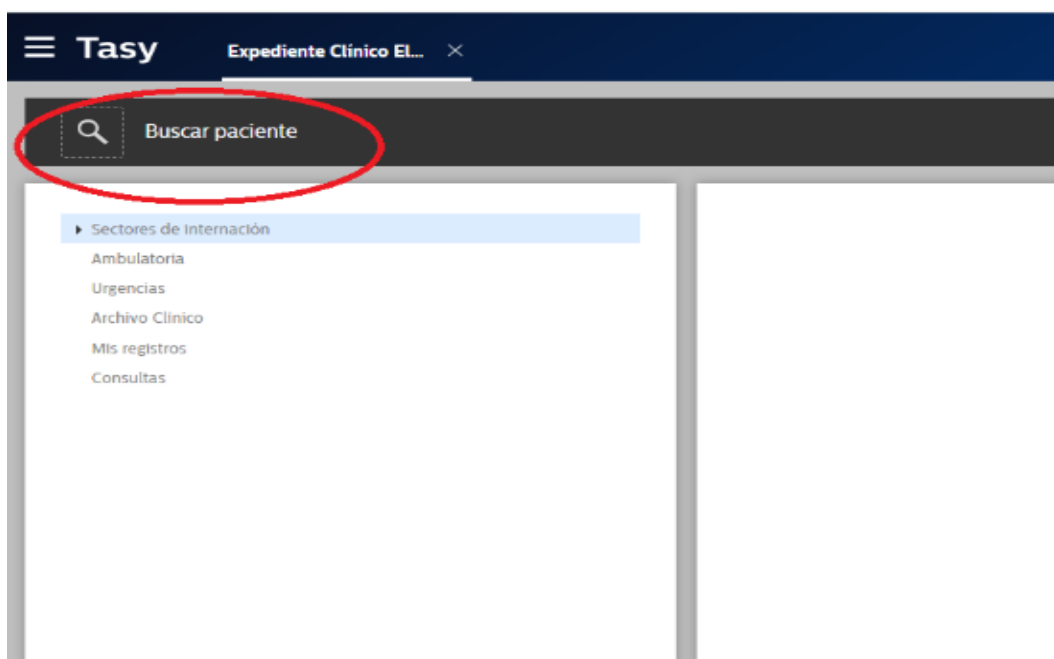 Tasy Expediente Clínico El...
Buscar paciente
Sectores de internación
Ambulatoria
Urgencias
Archivo Clínico
Mis registros
Consultas